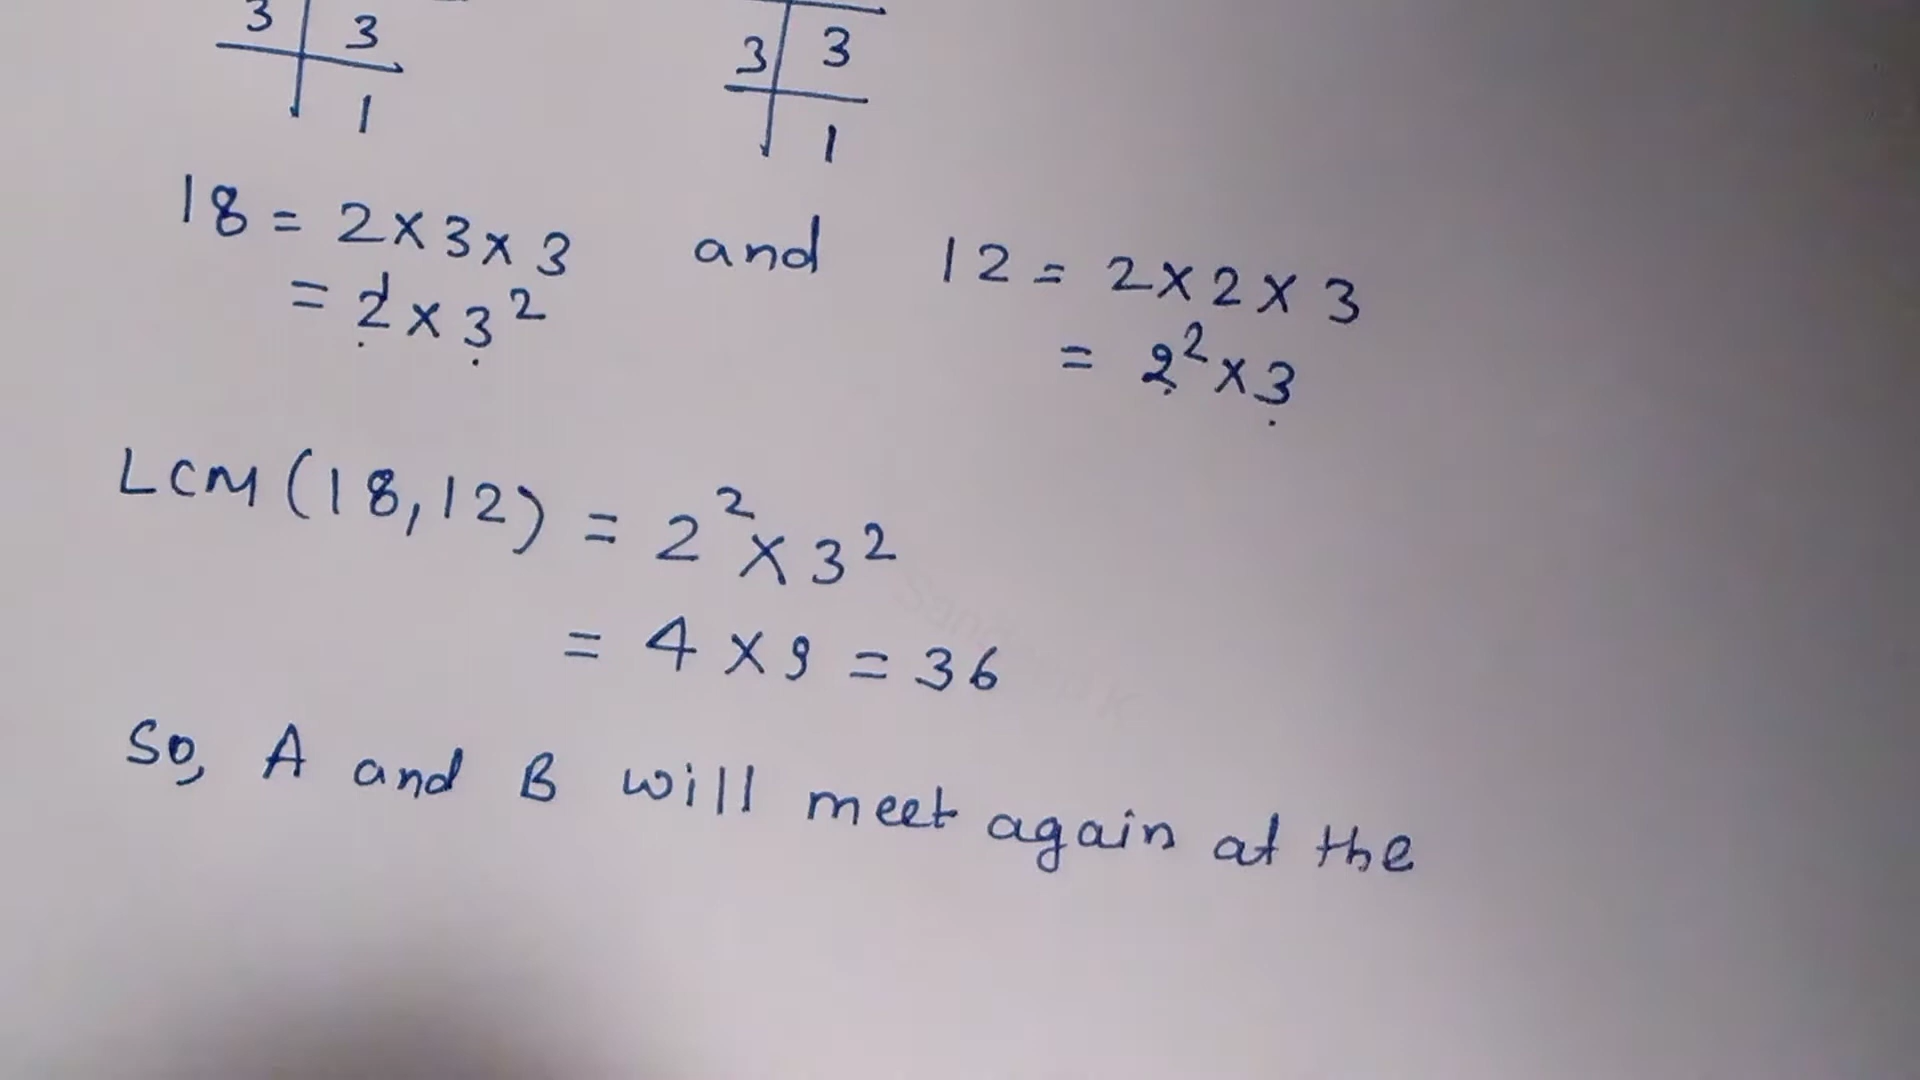 3 3 3 3
1 1
18 = 2 × 3 × 3 and 12 = 2 × 2 × 3
= 2 × 3² = 2² × 3
LCM (18, 12) = 2² × 3²
= 4 × 9 = 36
So, A and B will meet again at the